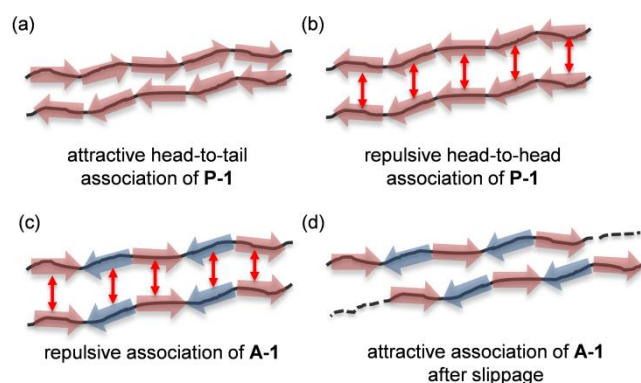 (a)
(b)
attractive head-to-tail
association of P-1
repulsive head-to-head
association of P-1
(c)
(d)
repulsive association of A-1
attractive association of A-1
after slippage